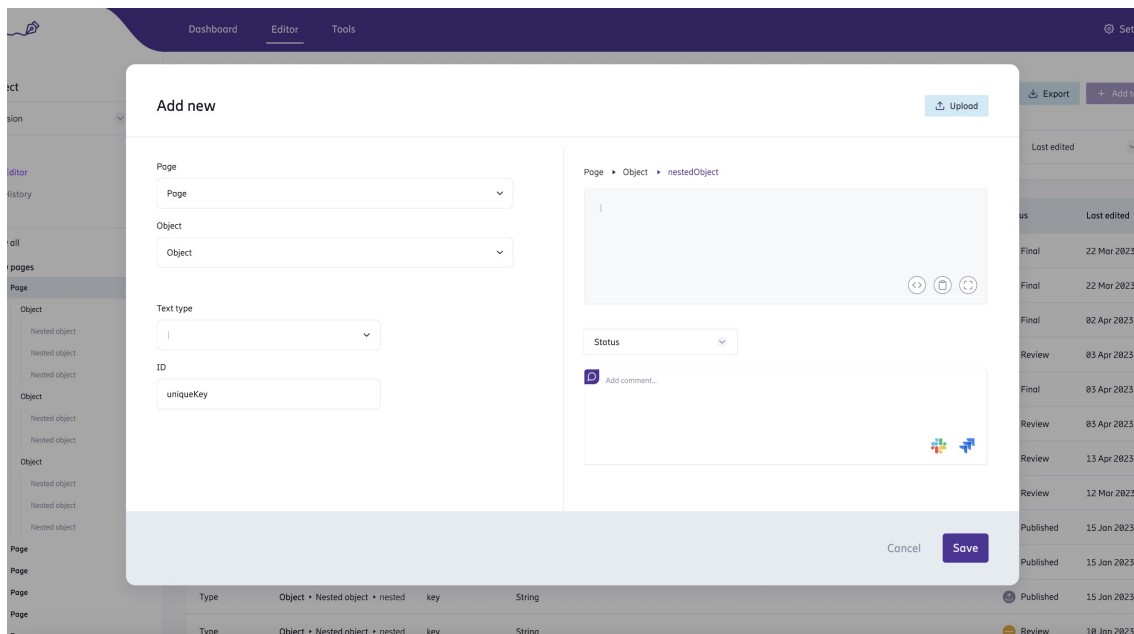 Dashboard Editor Tools
Add new
Upload
Export
Last edited
Page
Page
Object
Object
Text type
ID
uniqueKey
Page ▸ Object ▸ nestedObject
Status
Add comment...
Cancel Save
Editor
History
all
pages
Page
Object
Nested object
Nested object
Nested object
Object
Nested object
Nested object
Object
Nested object
Nested object
Nested object
Page
Page
Page
Page
Last edited
Final 22 Mar 2023
Final 22 Mar 2023
Final 02 Apr 2023
Review 03 Apr 2023
Final 03 Apr 2023
Review 03 Apr 2023
Review 13 Apr 2023
Review 12 Mar 2023
Published 15 Jan 2023
Published 15 Jan 2023
Type Object ▸ Nested object ▸ nested key String Published 15 Jan 2023
Type Object ▸ Nested object ▸ nested key String Review 10 Jan 2023